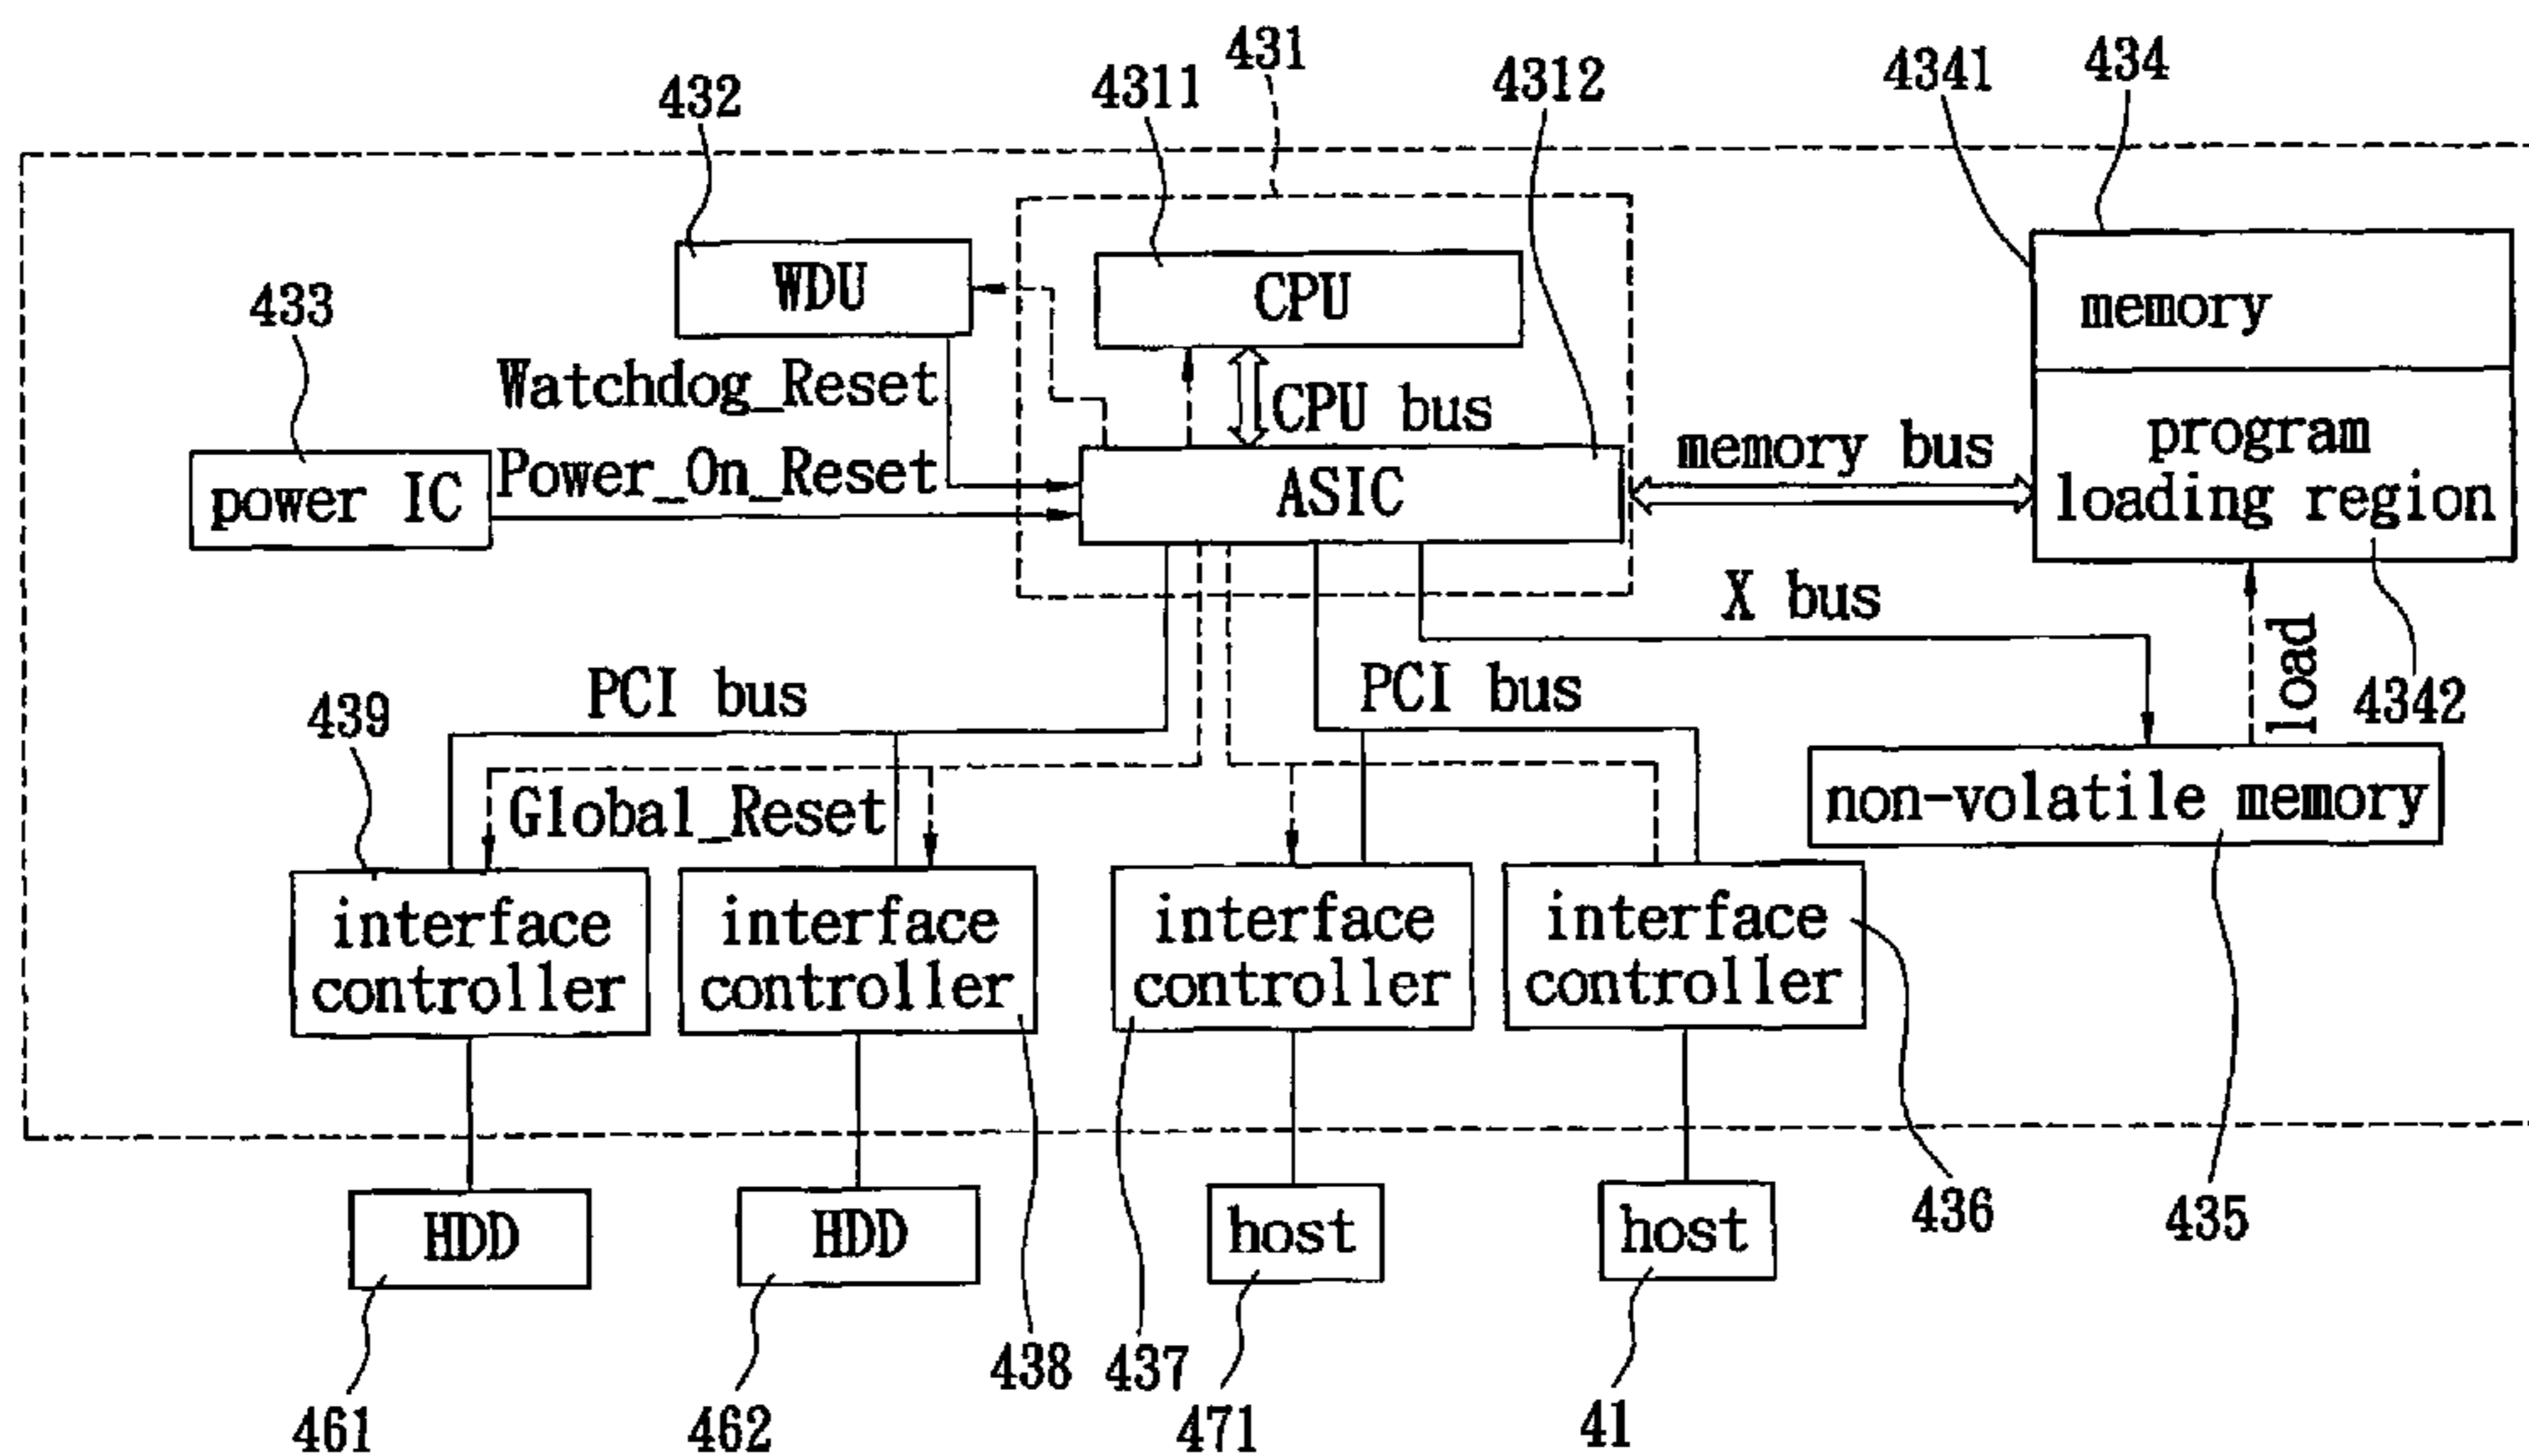 431
432
4311
4312
4341
434
433
WDU
CPU
memory
Watchdog_Reset
CPU bus
program
loading region
memory bus
power IC
Power_On_Reset
ASIC
X bus
load
4342
PCI bus
PCI bus
439
Global_Reset
non-volatile memory
interface
controller
interface
controller
interface
controller
interface
controller
436
435
HDD
HDD
host
host
438
437
461
462
471
41